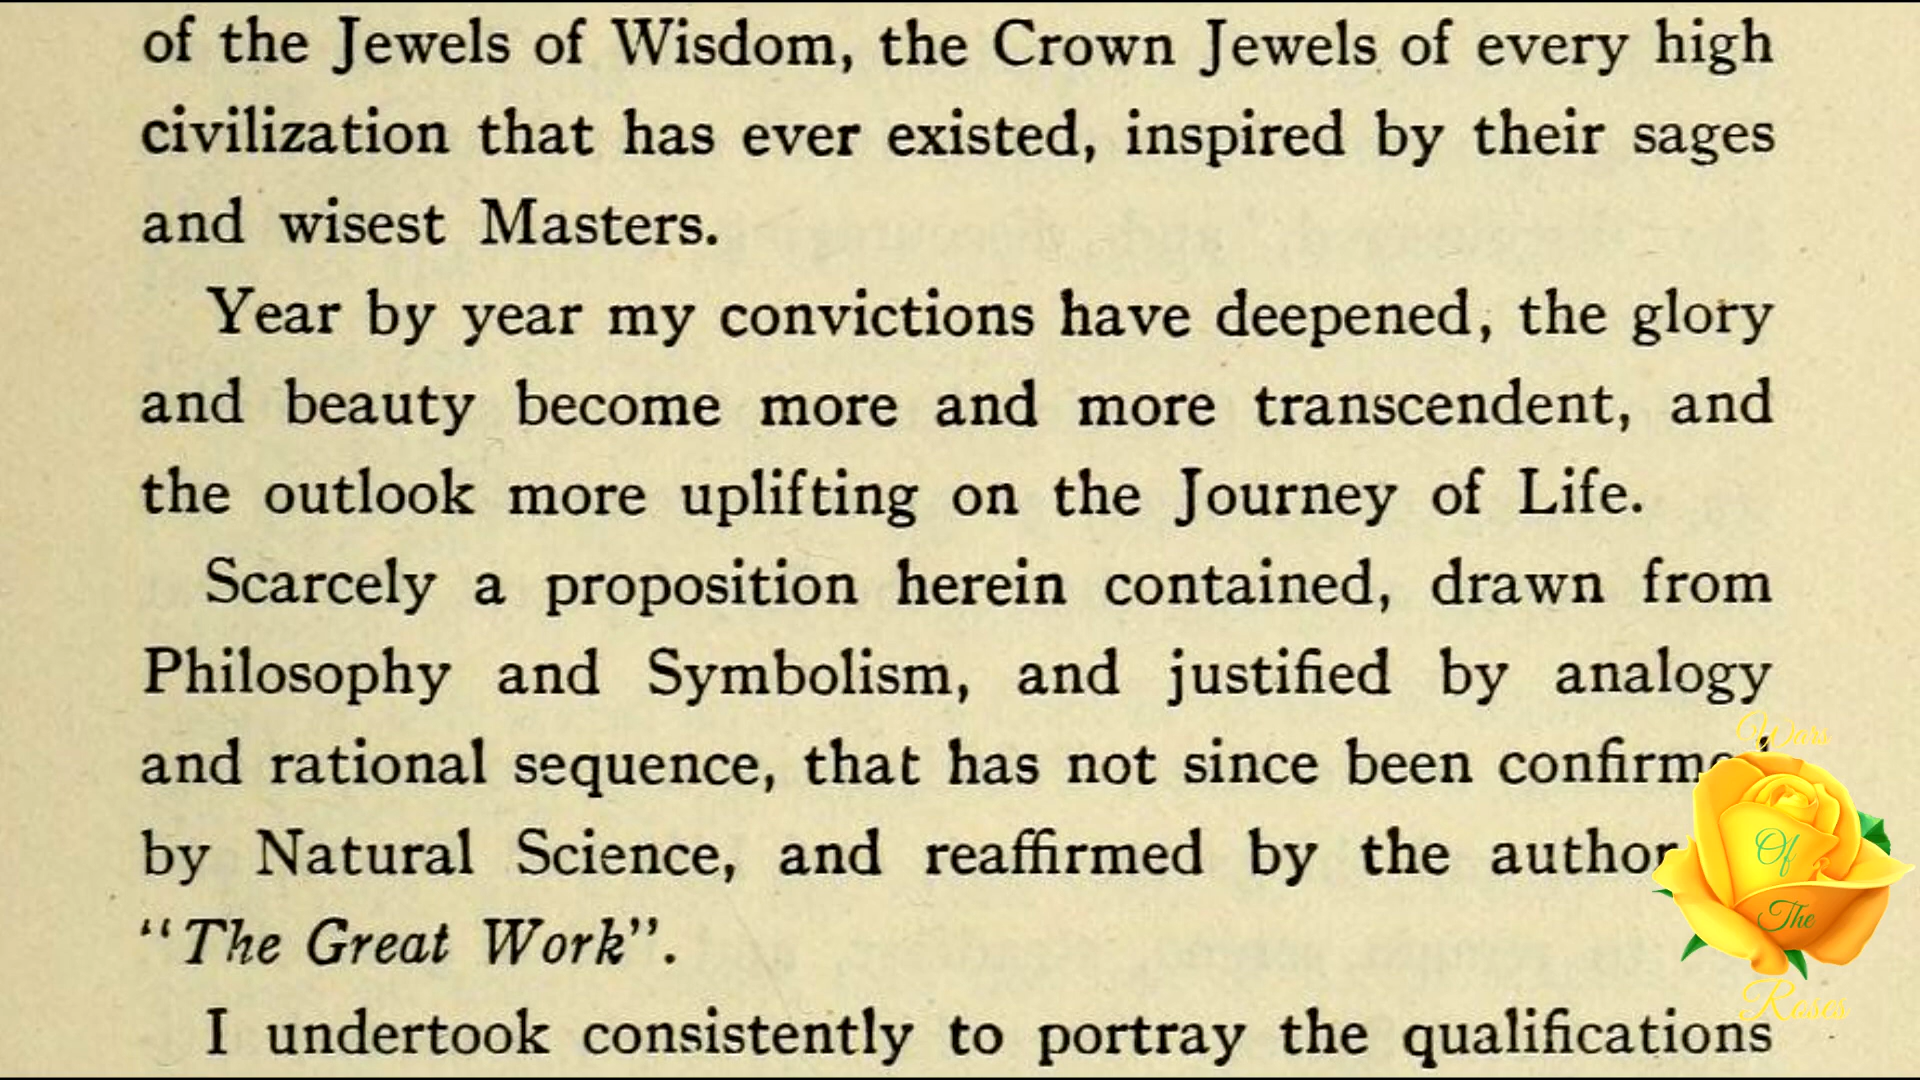 of the Jewels of Wisdom, the Crown Jewels of every high
civilization that has ever existed, inspired by their sages
and wisest Masters.
Year by year my convictions have deepened, the glory
and beauty become more and more transcendent, and
the outlook more uplifting on the Journey of Life.
Scarcely a proposition herein contained, drawn from
Philosophy and Symbolism, and justified by analogy
and rational sequence, that has not since been
by Natural Science, and reaffirmed by the author
"The Great Work".
I undertook consistently to portray the qualifications
Wars
Of
The
Roses